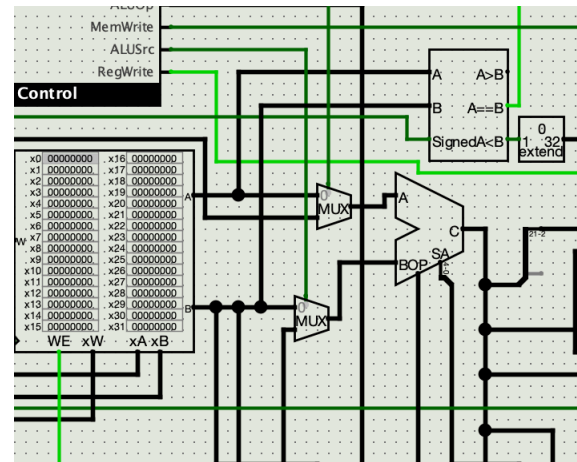 ALUOp
MemWrite
ALUSrc
RegWrite
Control
A A>B
B A==B
Signed A<B
0
1 32
extend
x0 00000000 x16 00000000
x1 00000000 x17 00000000
x2 00000000 x18 00000000
x3 00000000 x19 00000000
x4 00000000 x20 00000000
x5 00000000 x21 00000000
x6 00000000 x22 00000000
x7 00000000 x23 00000000
x8 00000000 x24 00000000
x9 00000000 x25 00000000
x10 00000000 x26 00000000
x11 00000000 x27 00000000
x12 00000000 x28 00000000
x13 00000000 x29 00000000
x14 00000000 x30 00000000
x15 00000000 x31 00000000
W
A
B
WE xW xA xB
0
MUX
0
MUX
A
C
SA
B OP
21-2